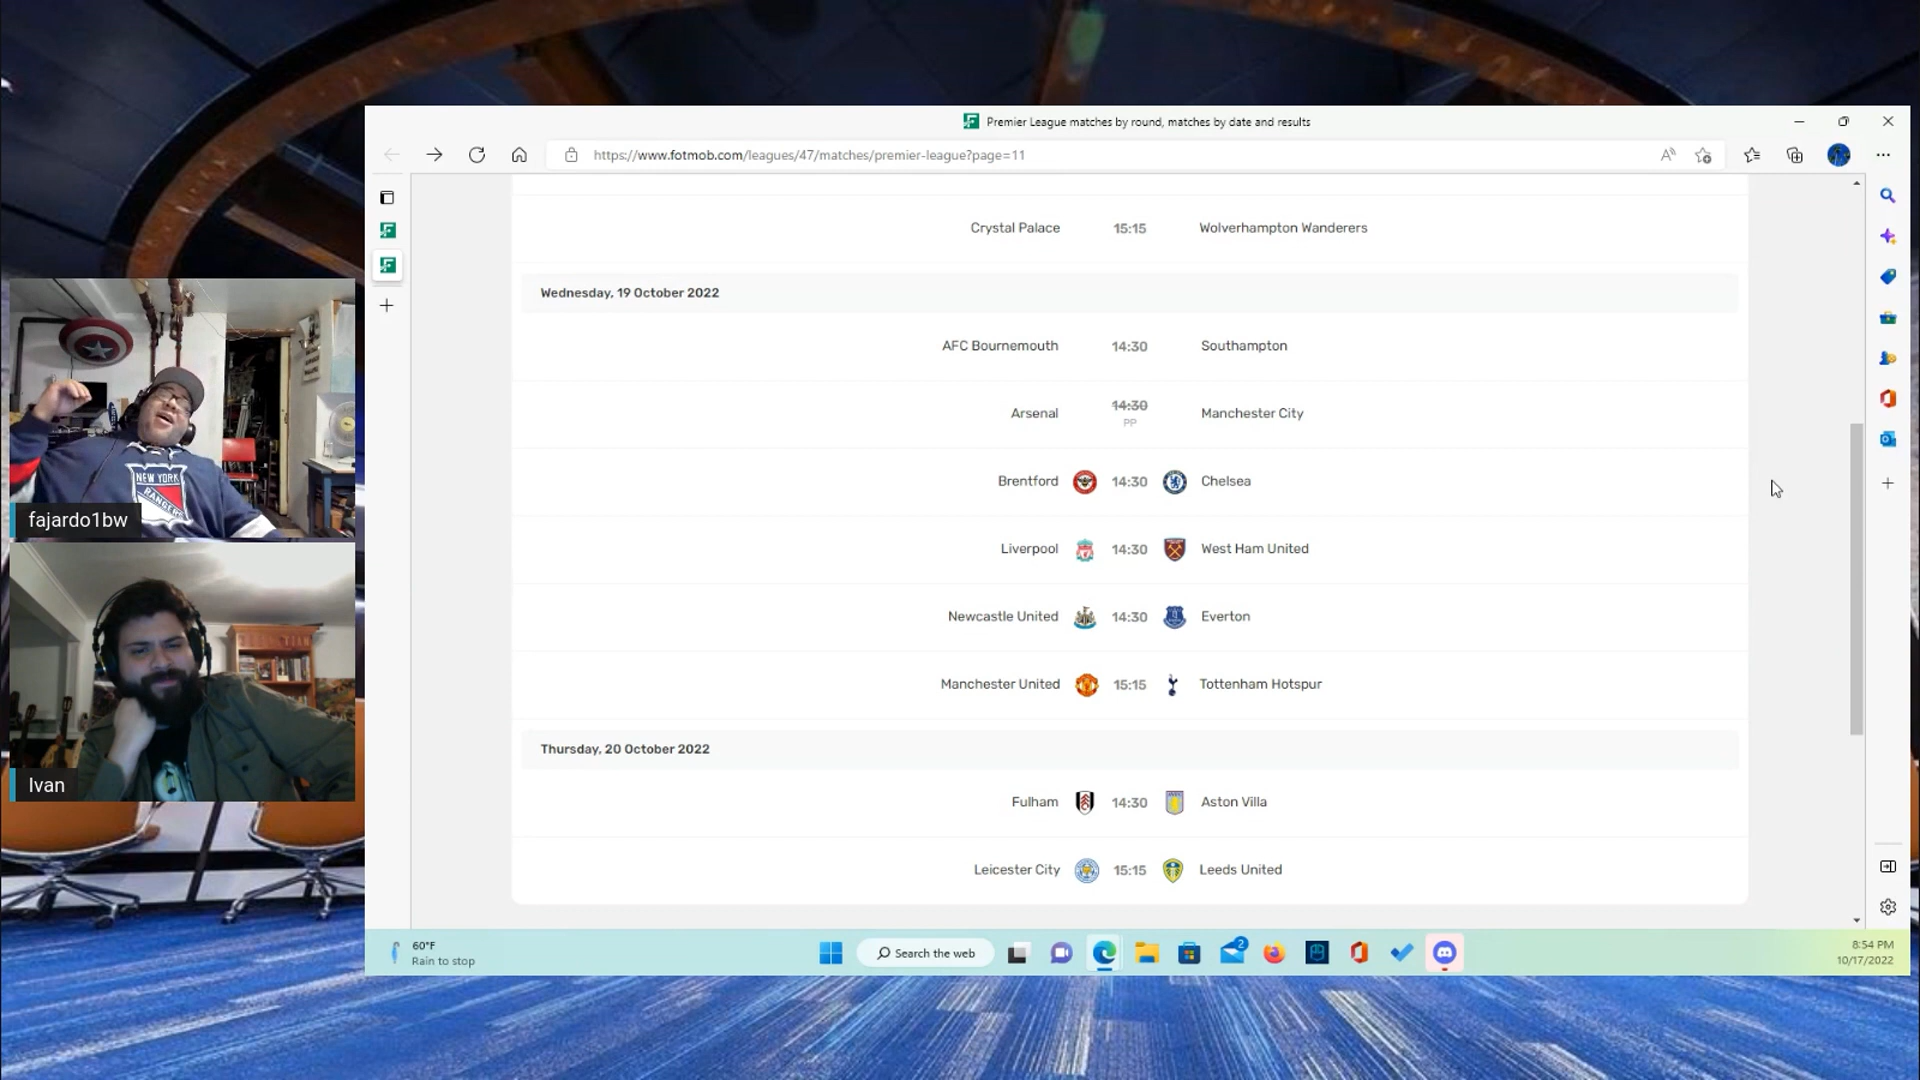 Premier League matches by round, matches by date and results
https://www.fotmob.com/leagues/47/matches/premier-league?page=11
Crystal Palace 15:15 Wolverhampton Wanderers
Wednesday, 19 October 2022
AFC Bournemouth 14:30 Southampton
Arsenal 14:30 Manchester City
PP
Brentford 14:30 Chelsea
Liverpool 14:30 West Ham United
Newcastle United 14:30 Everton
Manchester United 15:15 Tottenham Hotspur
Thursday, 20 October 2022
Fulham 14:30 Aston Villa
Leicester City 15:15 Leeds United
NEW YORK
RANGERS
fajardo1bw
Ivan
60°F
Rain to stop
Search the web
2
8:54 PM
10/17/2022